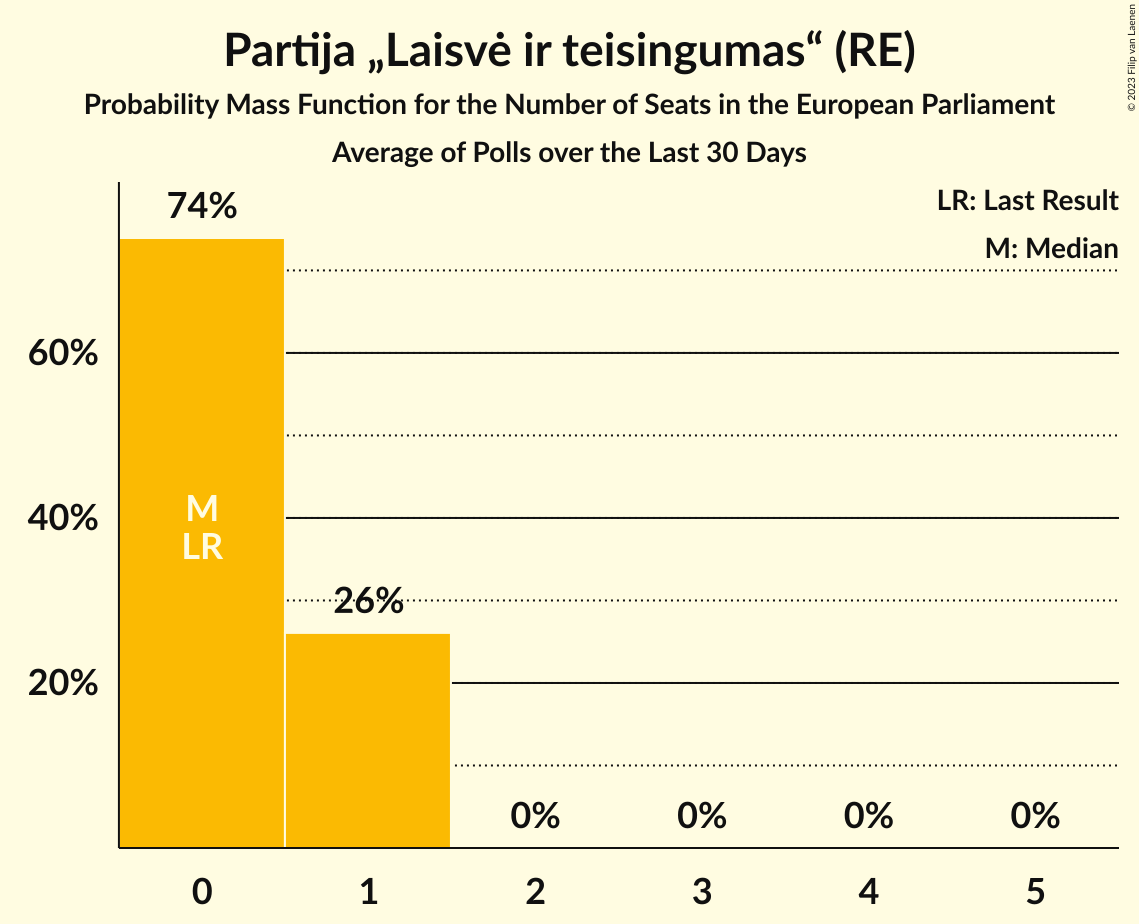 Partija „Laisvė ir teisingumas“ (RE)
Probability Mass Function for the Number of Seats in the European Parliament
Average of Polls over the Last 30 Days
© 2023 Filip van Laenen
LR: Last Result
M: Median
74%
60%
40%
20%
M
LR
26%
0% 0% 0% 0%
0 1 2 3 4 5